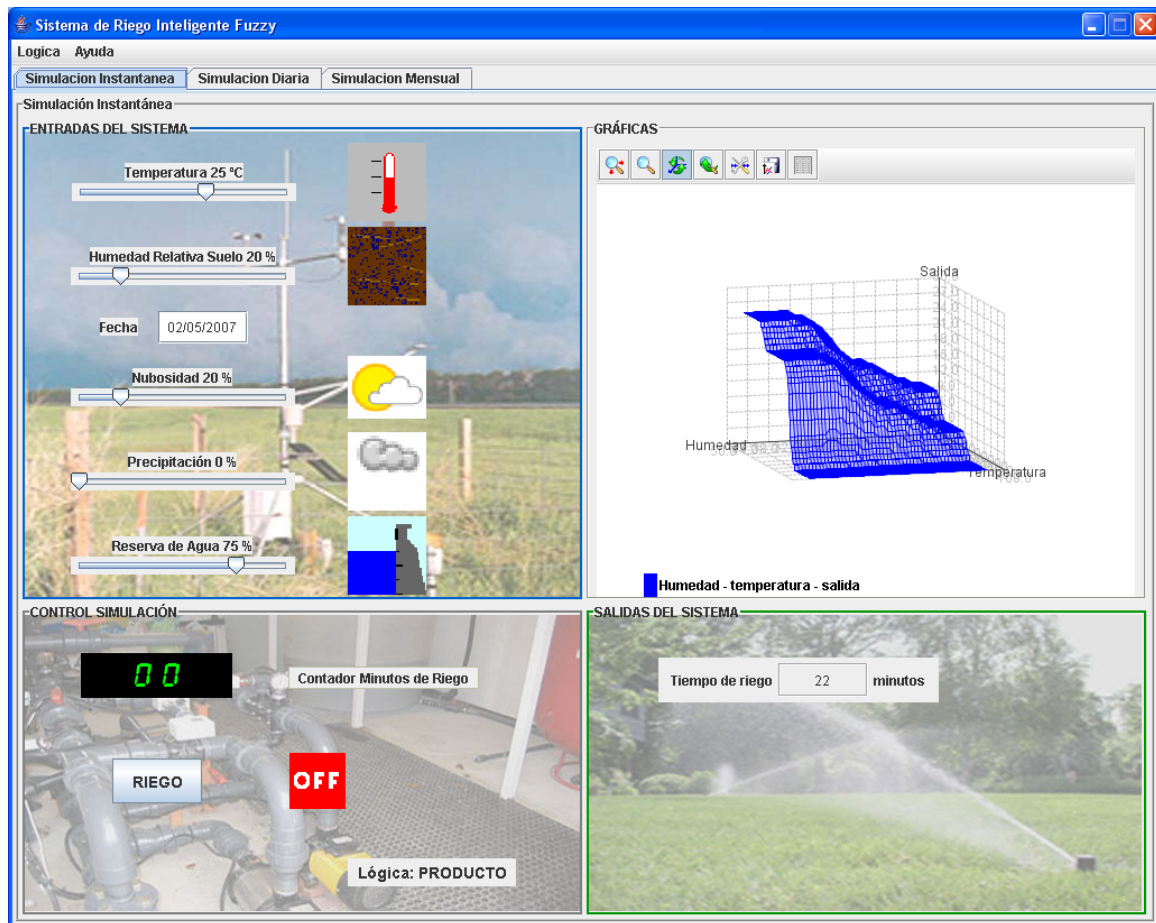 Sistema de Riego Inteligente Fuzzy
Logica Ayuda
Simulacion Instantanea Simulacion Diaria Simulacion Mensual
Simulación Instantánea
ENTRADAS DEL SISTEMA
Temperatura 25 ºC
Humedad Relativa Suelo 20 %
Fecha 02/05/2007
Nubosidad 20 %
Precipitación 0 %
Reserva de Agua 75 %
GRÁFICAS
Salida
Humedad
Temperatura
Humedad - temperatura - salida
CONTROL SIMULACIÓN
00 Contador Minutos de Riego
RIEGO OFF
Lógica: PRODUCTO
SALIDAS DEL SISTEMA
Tiempo de riego 22 minutos